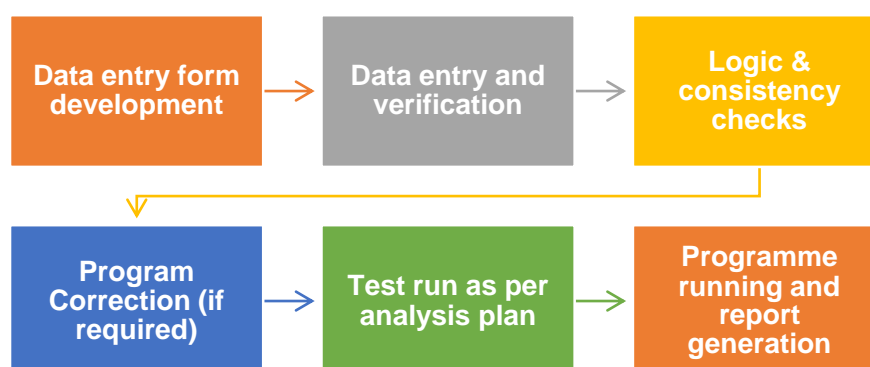 Data entry form
development
Data entry and
verification
Logic &
consistency
checks
Program
Correction (if
required)
Test run as per
analysis plan
Programme
running and
report
generation